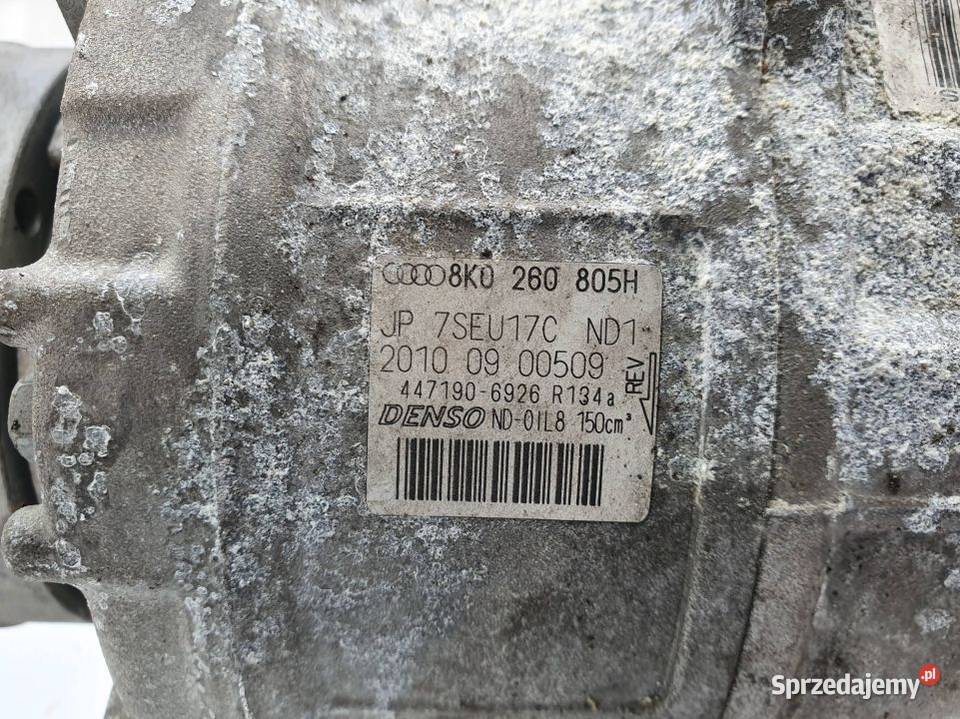 8K0 260 805H
JP 7SEU17C ND1
2010 09 00509
447190-6926 R134a
REV
DENSO ND-OIL8 150cm³
Sprzedajemy.pl